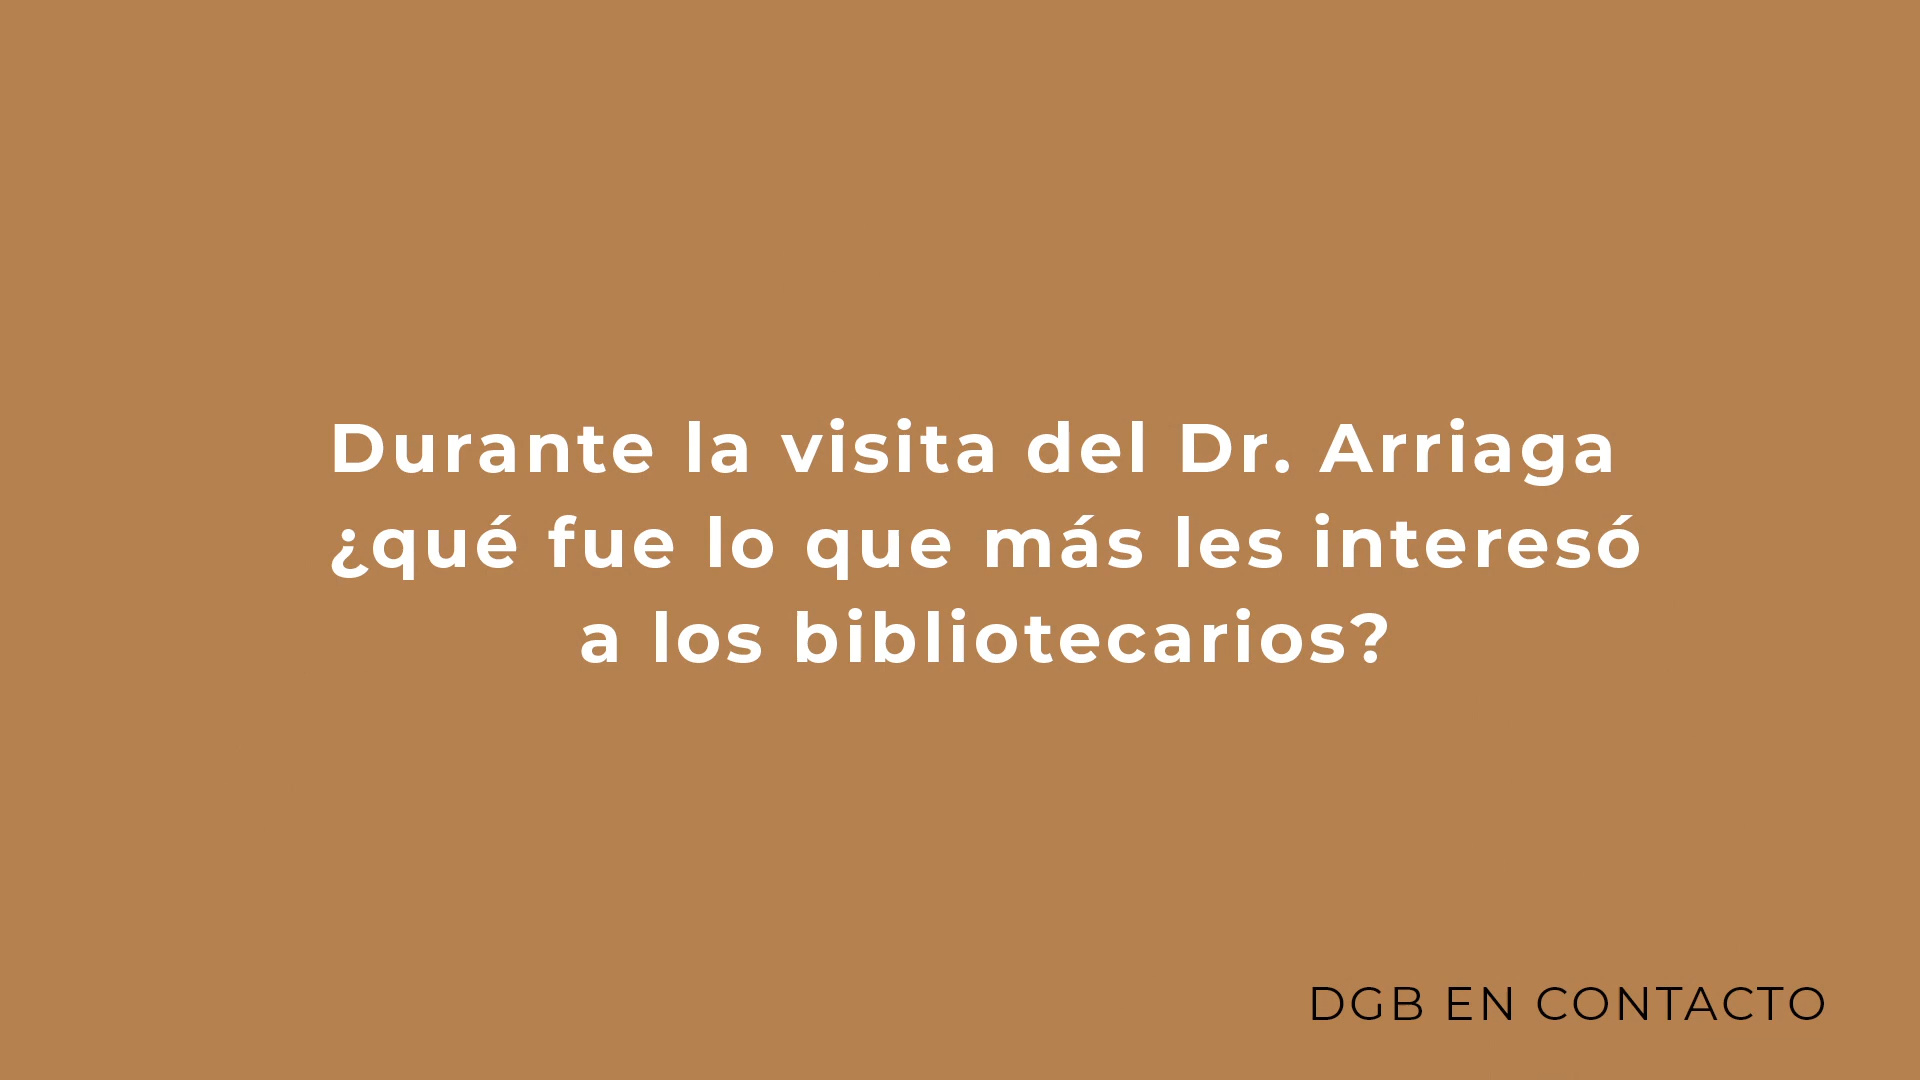 Durante la visita del Dr. Arriaga
¿qué fue lo que más les interesó
a los bibliotecarios?
DGB EN CONTACTO